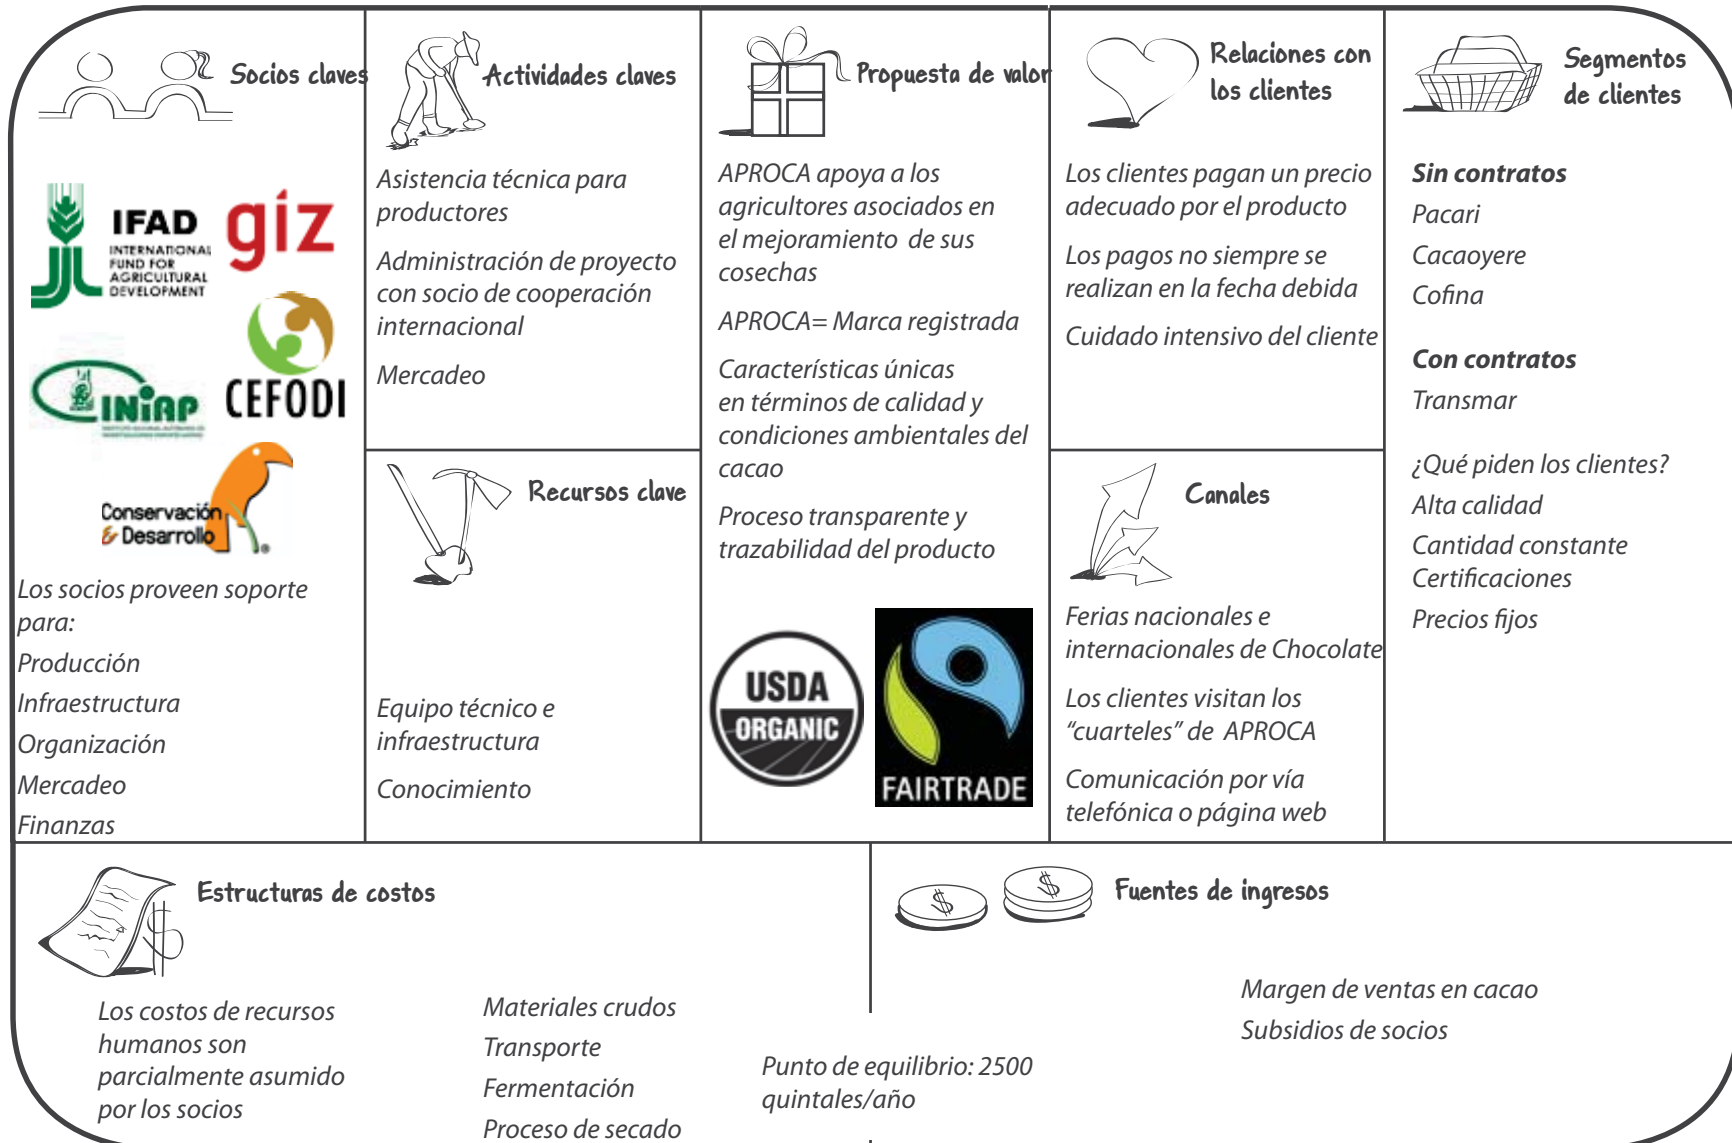 Socios claves
IFAD
INTERNATIONAL
FUND FOR
AGRICULTURAL
DEVELOPMENT
giz
INIAP
CEFODI
Conservación
& Desarrollo
Los socios proveen soporte
para:
Producción
Infraestructura
Organización
Mercadeo
Finanzas
Actividades claves
Asistencia técnica para
productores
Administración de proyecto
con socio de cooperación
internacional
Mercadeo
Recursos clave
Equipo técnico e
infraestructura
Conocimiento
Propuesta de valor
APROCA apoya a los
agricultores asociados en
el mejoramiento de sus
cosechas
APROCA= Marca registrada
Características únicas
en términos de calidad y
condiciones ambientales del
cacao
Proceso transparente y
trazabilidad del producto
USDA
ORGANIC
FAIRTRADE
Relaciones con
los clientes
Los clientes pagan un precio
adecuado por el producto
Los pagos no siempre se
realizan en la fecha debida
Cuidado intensivo del cliente
Canales
Ferias nacionales e
internacionales de Chocolate
Los clientes visitan los
“cuarteles” de APROCA
Comunicación por vía
telefónica o página web
Segmentos
de clientes
Sin contratos
Pacari
Cacaoyere
Cofina
Con contratos
Transmar
¿Qué piden los clientes?
Alta calidad
Cantidad constante
Certificaciones
Precios fijos
Estructuras de costos
Los costos de recursos
humanos son
parcialmente asumido
por los socios
Materiales crudos
Transporte
Fermentación
Proceso de secado
Punto de equilibrio: 2500
quintales/año
Fuentes de ingresos
Margen de ventas en cacao
Subsidios de socios